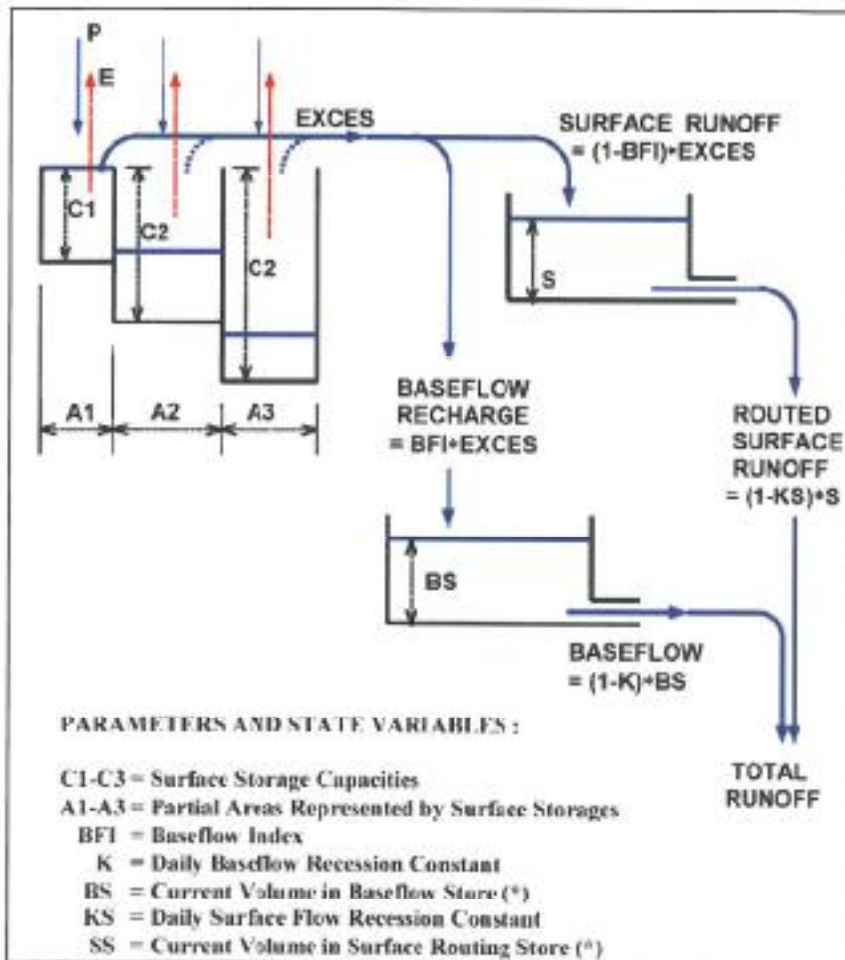 P
E
EXCES
SURFACE RUNOFF
= (1-BFI)*EXCES
C1
C2
C2
S
A1
A2
A3
BASEFLOW
RECHARGE
= BFI*EXCES
ROUTED
SURFACE
RUNOFF
= (1-KS)*S
BS
BASEFLOW
= (1-K)*BS
TOTAL
RUNOFF
PARAMETERS AND STATE VARIABLES :
C1-C3 = Surface Storage Capacities
A1-A3 = Partial Areas Represented by Surface Storages
BFI = Baseflow Index
K = Daily Baseflow Recession Constant
BS = Current Volume in Baseflow Store (*)
KS = Daily Surface Flow Recession Constant
SS = Current Volume in Surface Routing Store (*)